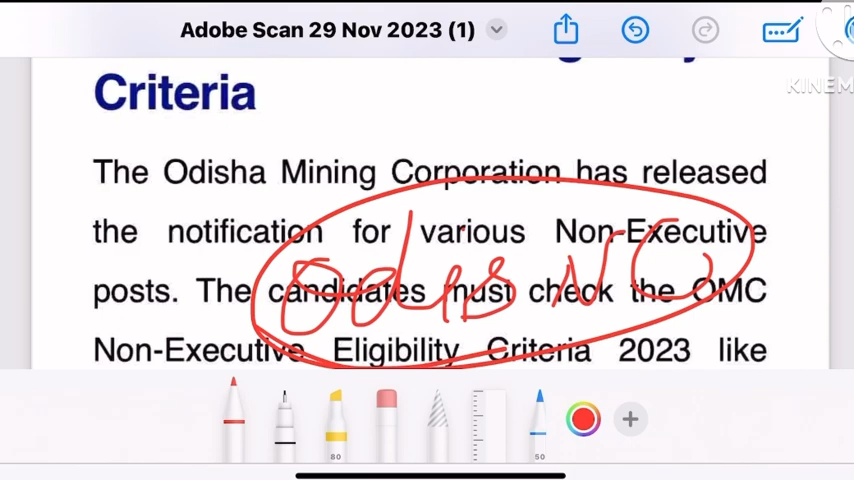 Adobe Scan 29 Nov 2023 (1)
KINEM
Criteria
The Odisha Mining Corporation has released
the notification for various Non-Executive
posts. The candidates must check the OMC
Non-Executive Eligibility Criteria 2023 like
80
50